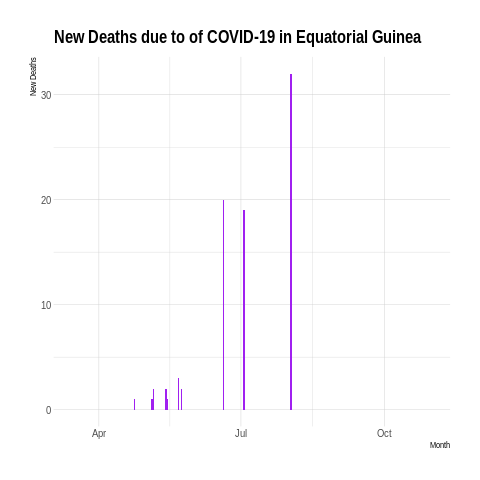 New Deaths due to of COVID-19 in Equatorial Guinea
New Deaths
30
20
10
0
Apr
Jul
Oct
Month